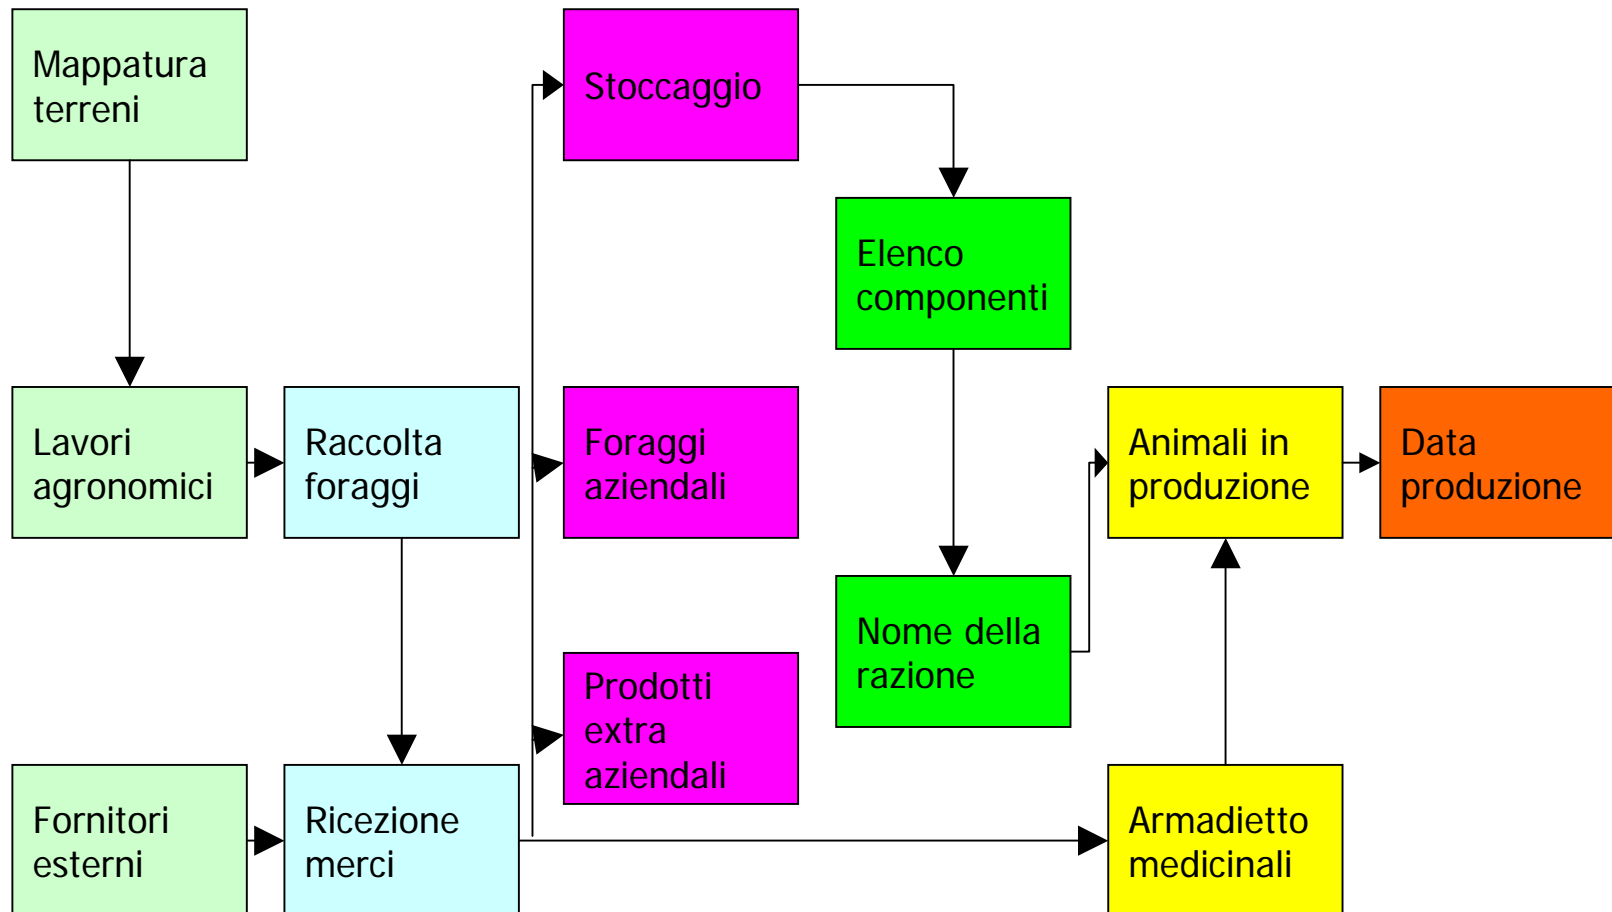 Mappatura
terreni
Stoccaggio
Elenco
componenti
Lavori
agronomici
Raccolta
foraggi
Foraggi
aziendali
Animali in
produzione
Data
produzione
Nome della
razione
Prodotti
extra
aziendali
Fornitori
esterni
Ricezione
merci
Armadietto
medicinali